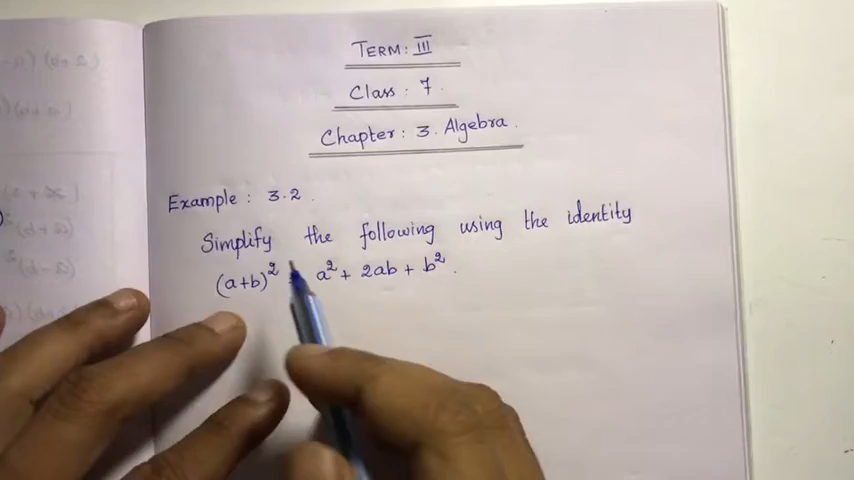 TERM: III
Class : 7.
Chapter: 3. Algebra.
Example : 3.2.
Simplify the following using the identity
(a+b)² = a² + 2ab + b².